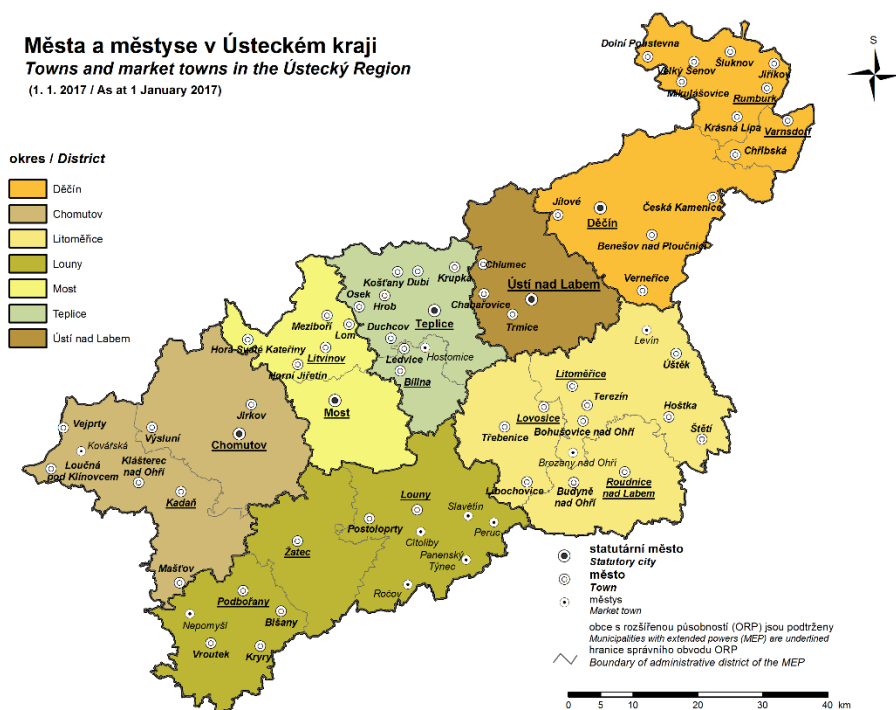 Města a městyse v Ústeckém kraji
Towns and market towns in the Ústecký Region
(1. 1. 2017 / As at 1 January 2017)
S
okres / District
Děčín
Chomutov
Litoměřice
Louny
Most
Teplice
Ústí nad Labem
Dolní Poustevna
Velký Šenov
Šluknov
Jiříkov
Mikulášovice
Rumburk
Krásná Lípa
Varnsdorf
Chřibská
Jílové
Děčín
Česká Kamenice
Benešov nad Ploučnicí
Verneřice
Chlumec
Ústí nad Labem
Chabařovice
Trmice
Košťany
Dubí
Krupka
Osek
Hrob
Teplice
Duchcov
Ledvice
Hostomice
Bílina
Meziboří
Lom
Hora Svaté Kateřiny
Litvínov
Horní Jiřetín
Most
Levín
Úštěk
Litoměřice
Terezín
Lovosice
Hoštka
Třebenice
Bohušovice nad Ohří
Štětí
Brozany nad Ohří
Libochovice
Budyně
nad Ohří
Roudnice
nad Labem
Jirkov
Vejprty
Výsluní
Kovářská
Chomutov
Loučná
pod Klínovcem
Klášterec
nad Ohří
Kadaň
Mašťov
Louny
Slavětín
Postoloprty
Cítoliby
Peruc
Žatec
Panenský
Týnec
Ročov
Podbořany
Blšany
Nepomyšl
Vroutek
Kryry
statutární město
Statutory city
město
Town
městys
Market town
obce s rozšířenou působností (ORP) jsou podtrženy
Municipalities with extended powers (MEP) are underlined
hranice správního obvodu ORP
Boundary of administrative district of the MEP
0 5 10 20 30 40
km